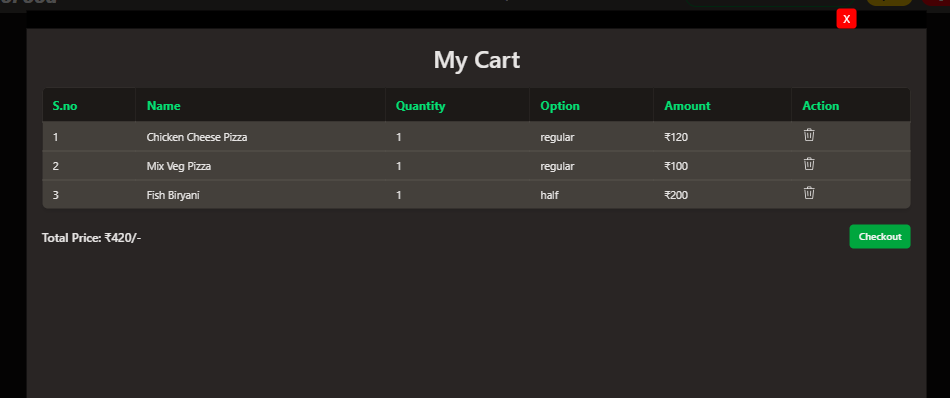 X
My Cart
S.no Name Quantity Option Amount Action
1 Chicken Cheese Pizza 1 regular ₹120
2 Mix Veg Pizza 1 regular ₹100
3 Fish Biryani 1 half ₹200
Total Price: ₹420/- Checkout